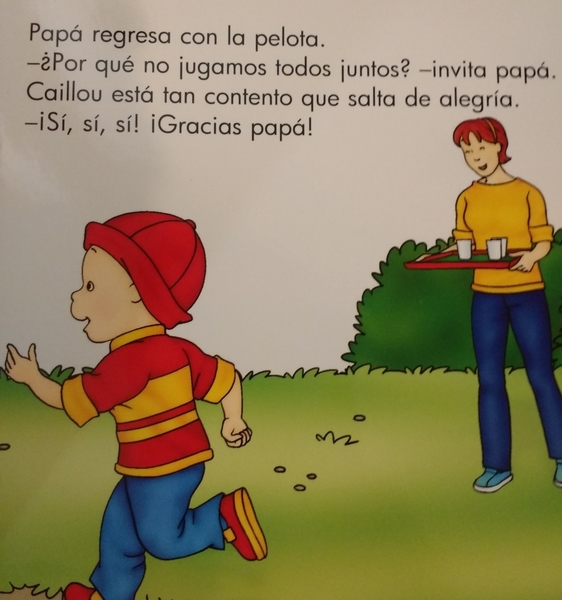 Papá regresa con la pelota.
–¿Por qué no jugamos todos juntos? –invita papá.
Caillou está tan contento que salta de alegría.
–¡Sí, sí, sí! ¡Gracias papá!